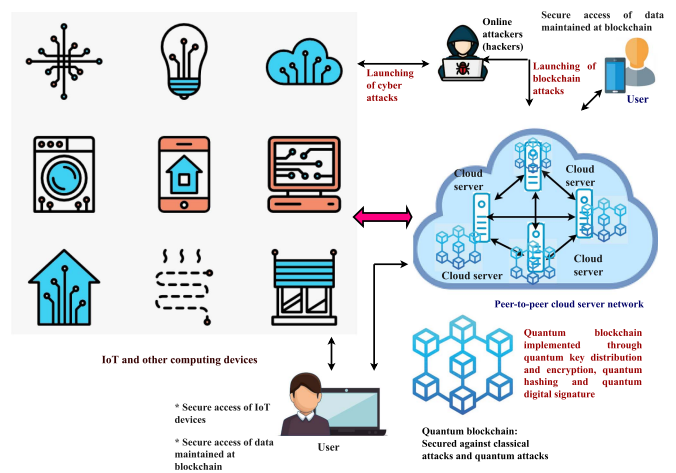 Online
attackers
(hackers)
Secure access of data
maintained at blockchain
Launching
of cyber
attacks
Launching of
blockchain
attacks
User
Cloud
server
Cloud
server
Cloud server
Cloud
server
Peer-to-peer cloud server network
Quantum blockchain
implemented through
quantum key distribution
and encryption, quantum
hashing and quantum
digital signature
IoT and other computing devices
* Secure access of IoT
devices
* Secure access of data
maintained at
blockchain
User
Quantum blockchain:
Secured against classical
attacks and quantum attacks